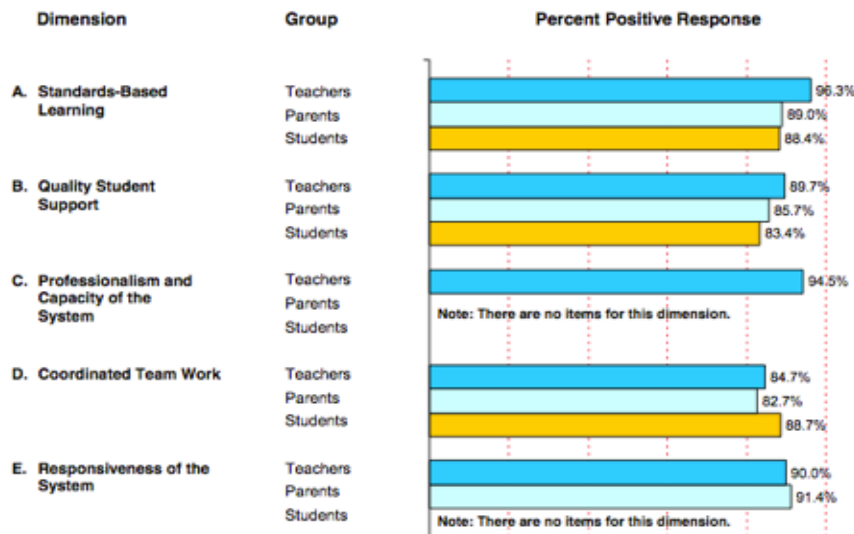 Dimension Group Percent Positive Response
A. Standards-Based Learning
Teachers 96.3%
Parents 89.0%
Students 88.4%
B. Quality Student Support
Teachers 89.7%
Parents 85.7%
Students 83.4%
C. Professionalism and Capacity of the System
Teachers 94.5%
Parents
Students
Note: There are no items for this dimension.
D. Coordinated Team Work
Teachers 84.7%
Parents 82.7%
Students 88.7%
E. Responsiveness of the System
Teachers 90.0%
Parents 91.4%
Students
Note: There are no items for this dimension.